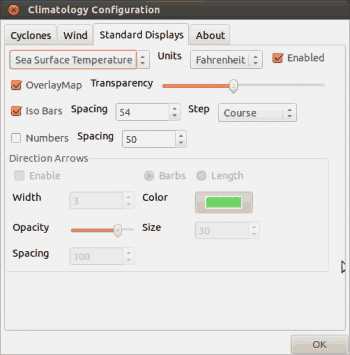 Climatology Configuration
Cyclones Wind Standard Displays About
Sea Surface Temperature Units Fahrenheit Enabled
OverlayMap Transparency
Iso Bars Spacing 54 Step Course
Numbers Spacing 50
Direction Arrows
Enable Barbs Length
Width 3 Color
Opacity Size 30
Spacing 100
OK